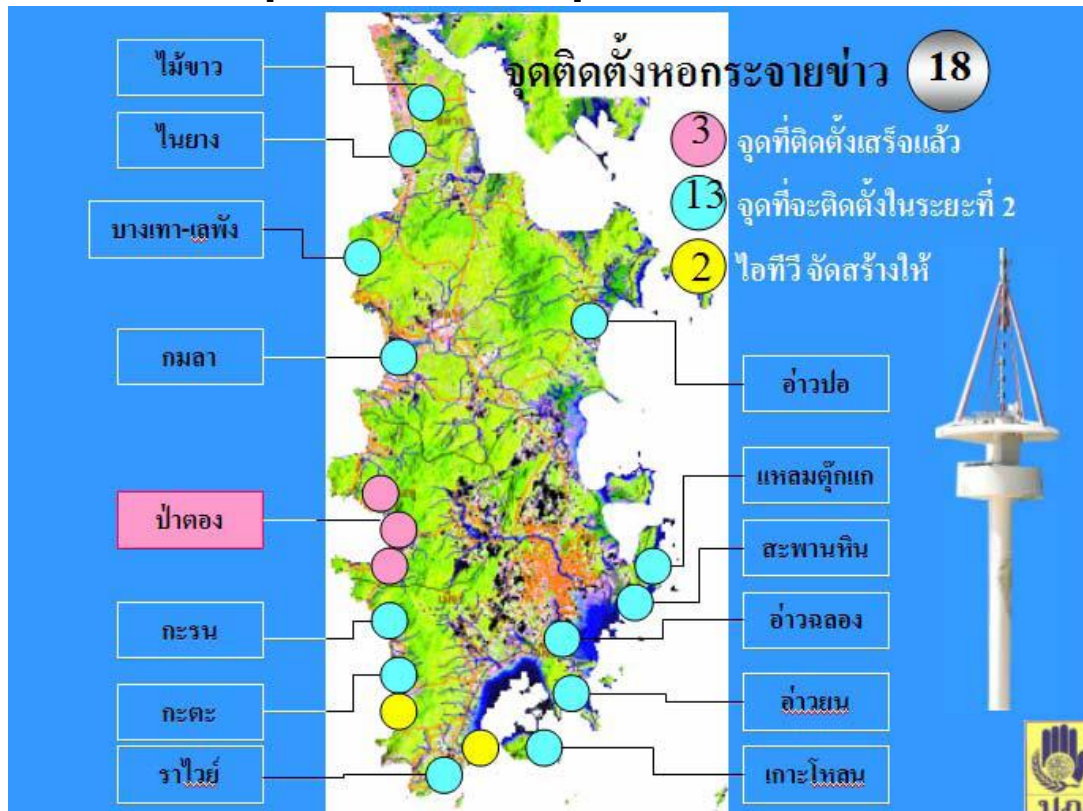 จุดติดตั้งหอกระจายข่าว 18
3 จุดที่ติดตั้งเสร็จแล้ว
13 จุดที่จะติดตั้งในระยะที่ 2
2 ไอทีวี จัดสร้างให้
ไม้ขาว
ไนยาง
บางเทา-เลพัง
กมลา
ป่าตอง
กะรน
กะตะ
ราไวย์
อ่าวปอ
แหลมตุ๊กแก
สะพานหิน
อ่าวฉลอง
อ่าวยน
เกาะโหลน